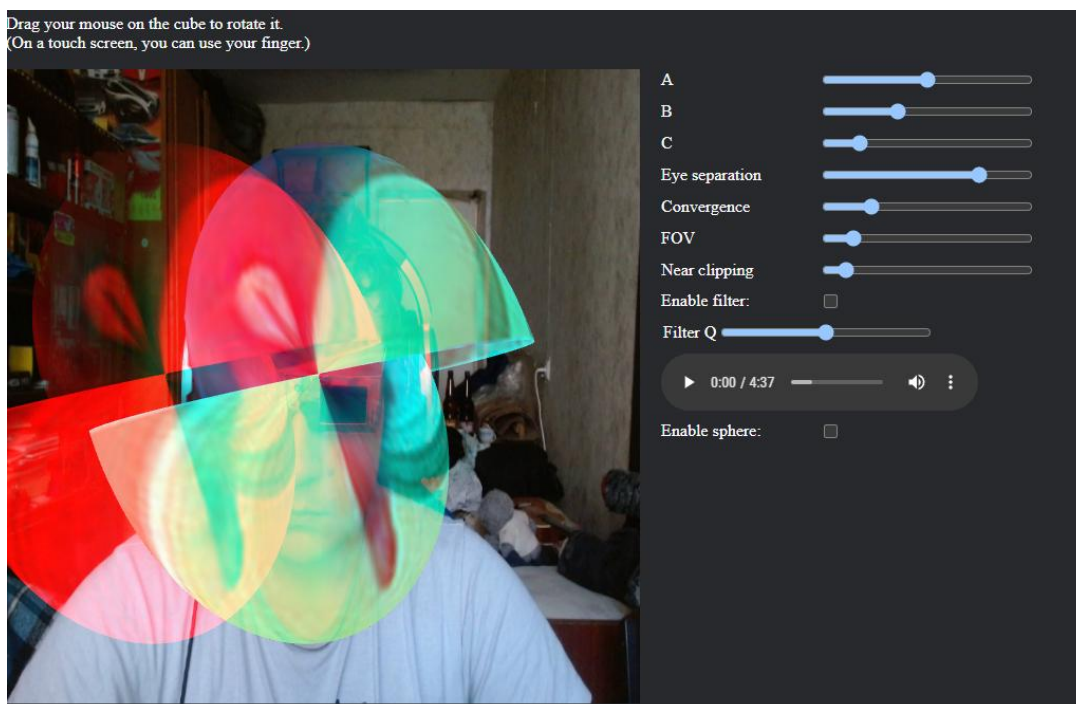 Drag your mouse on the cube to rotate it.
(On a touch screen, you can use your finger.)
A
B
C
Eye separation
Convergence
FOV
Near clipping
Enable filter:
Filter Q
0:00 / 4:37
Enable sphere: